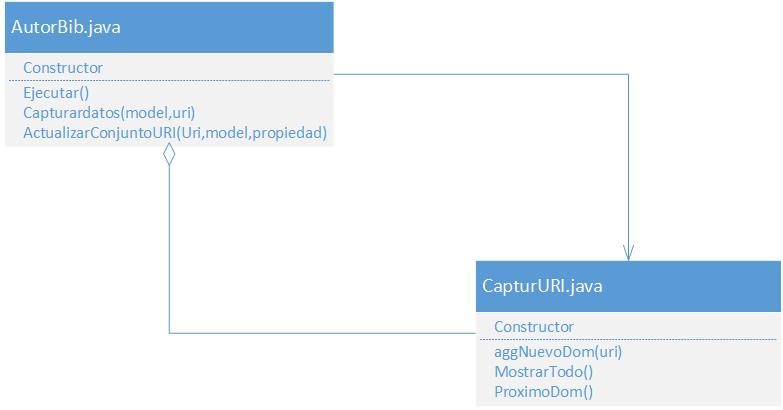 AutorBib.java
Constructor
Ejecutar()
Capturardatos(model,uri)
ActualizarConjuntoURI(Uri,model,propiedad)
CapturURI.java
Constructor
aggNuevoDom(uri)
MostrarTodo()
ProximoDom()